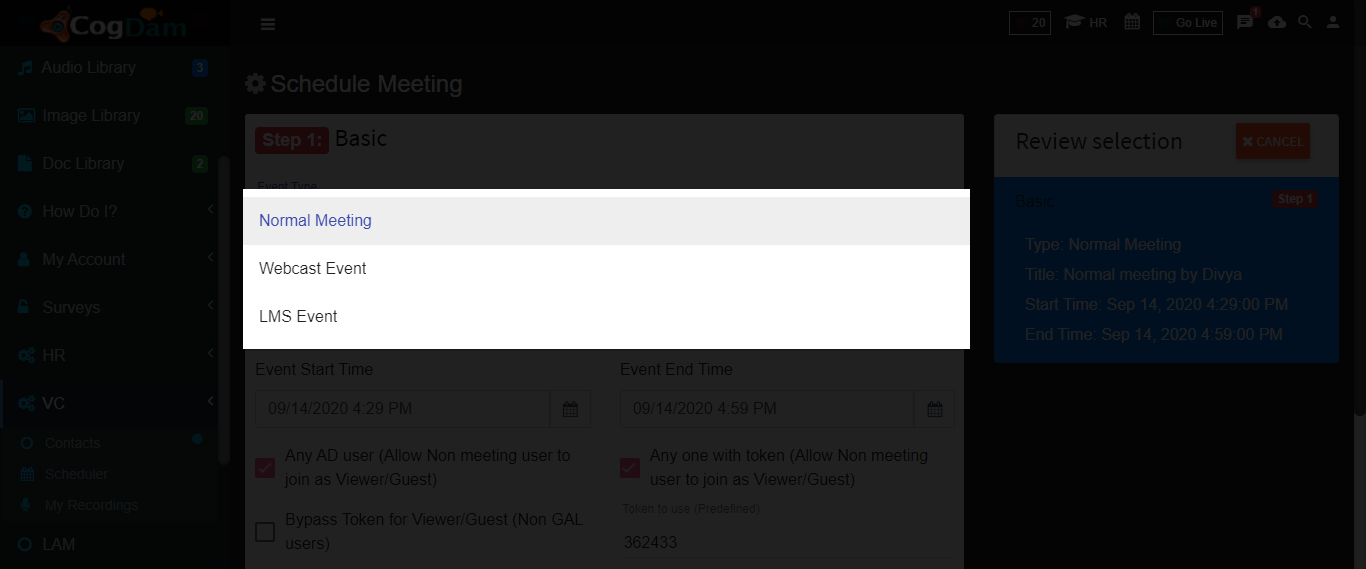 CogDam
20 HR Go Live 1
Audio Library 3
Image Library 20
Doc Library 2
How Do I?
My Account
Surveys
HR
VC
Contacts
Scheduler
My Recordings
LAM
Schedule Meeting
Step 1: Basic
Event Type
Normal Meeting
Webcast Event
LMS Event
Event Start Time
Event End Time
09/14/2020 4:29 PM
09/14/2020 4:59 PM
Any AD user (Allow Non meeting user to
join as Viewer/Guest)
Any one with token (Allow Non meeting
user to join as Viewer/Guest)
Bypass Token for Viewer/Guest (Non GAL
users)
Token to use (Predefined)
362433
Review selection
CANCEL
Basic
Step 1
Type: Normal Meeting
Title: Normal meeting by Divya
Start Time: Sep 14, 2020 4:29:00 PM
End Time: Sep 14, 2020 4:59:00 PM